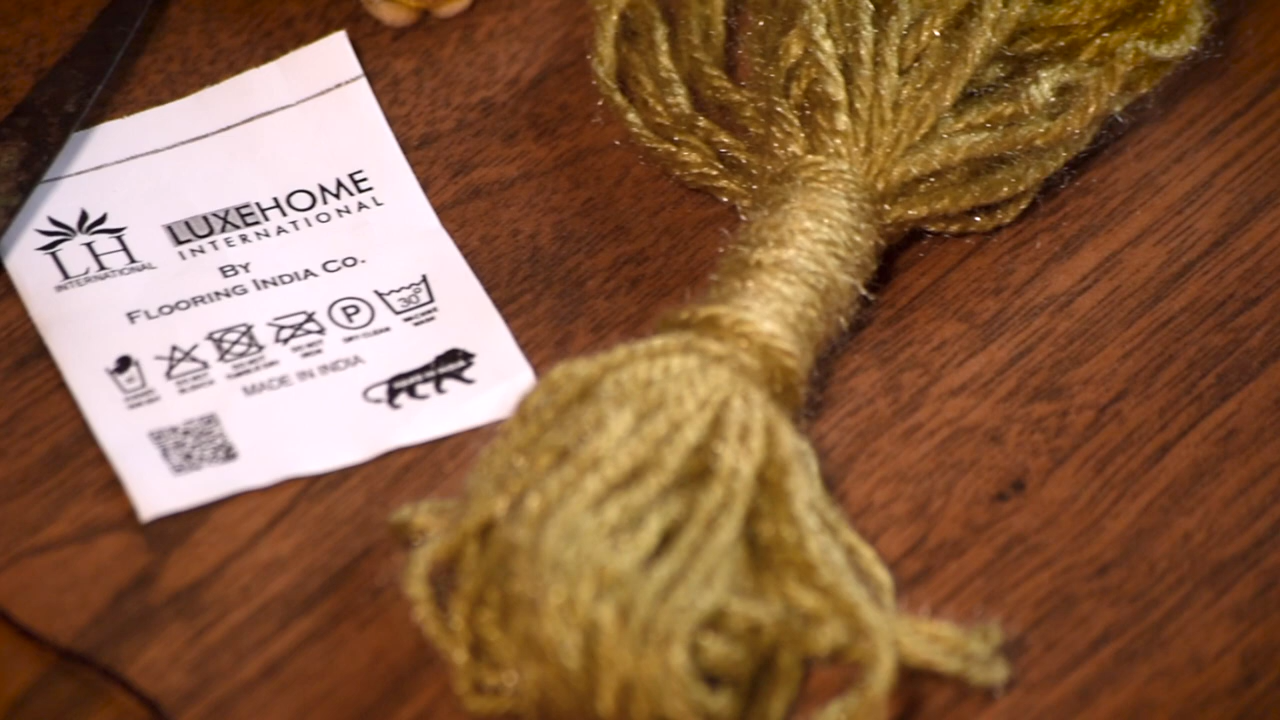 LH
INTERNATIONAL
LUXEHOME
INTERNATIONAL
BY
FLOORING INDIA CO.
P
30°
MADE IN INDIA